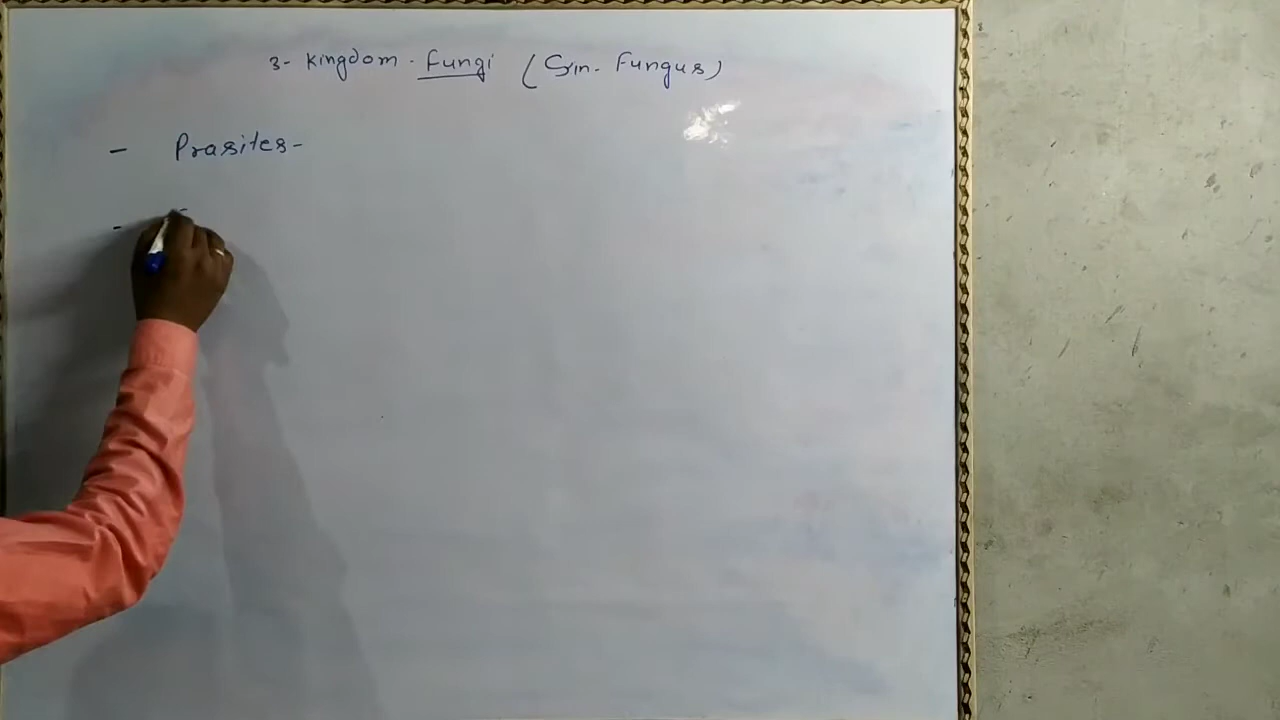 3- Kingdom - Fungi (Sin. Fungus)
- Prasites-
-